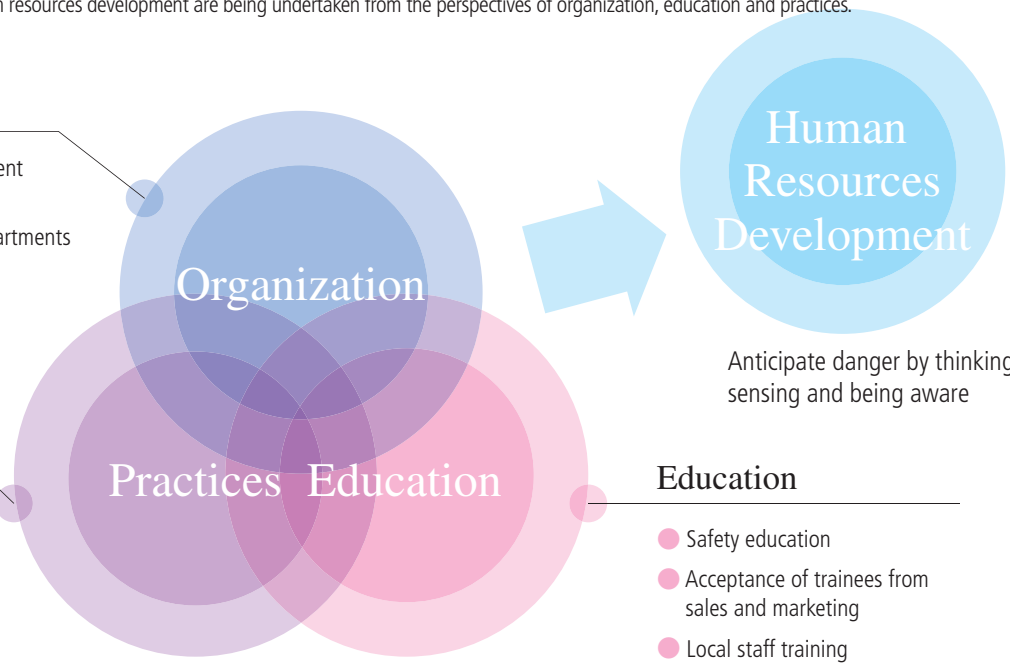 resources development are being undertaken from the perspectives of organization, education and practices.
Human
Resources
Development
Organization
Practices
Education
Anticipate danger by thinking
sensing and being aware
Education
Safety education
Acceptance of trainees from
sales and marketing
Local staff training